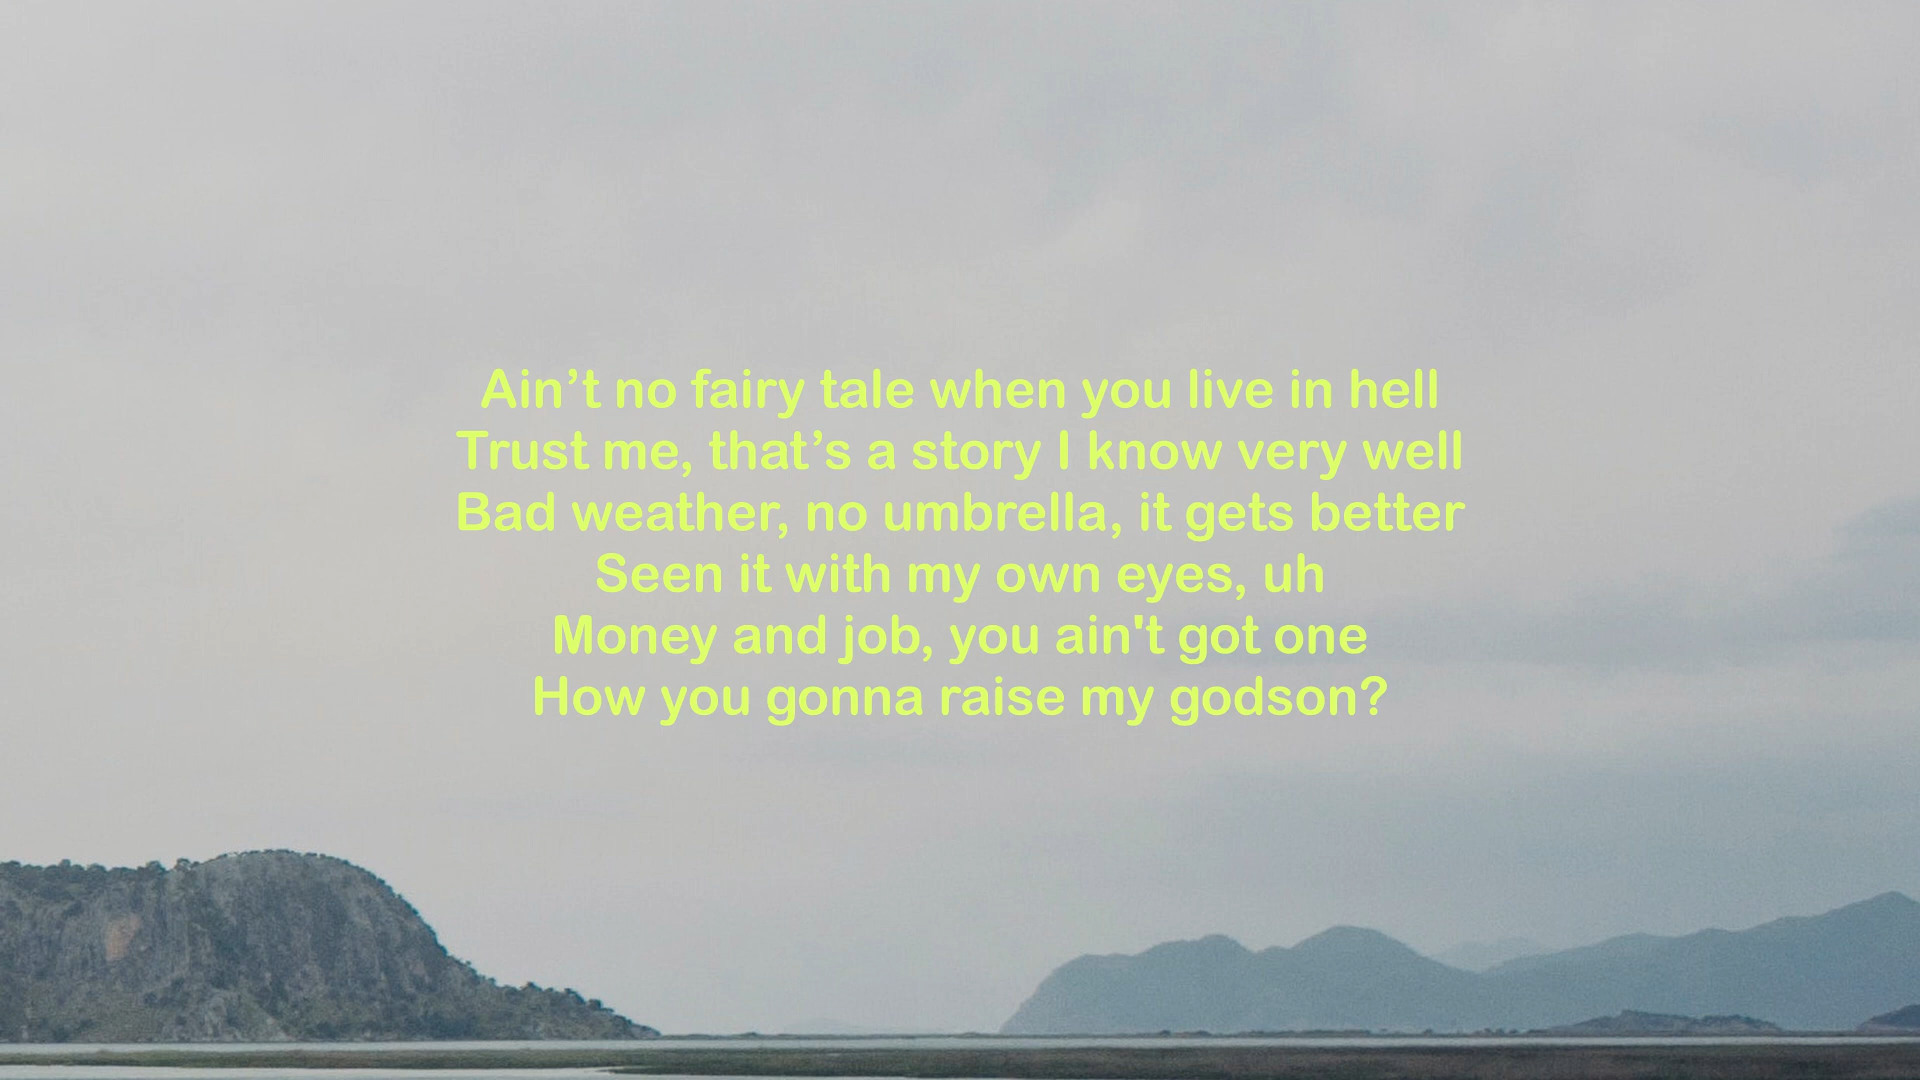 Ain’t no fairy tale when you live in hell
Trust me, that’s a story I know very well
Bad weather, no umbrella, it gets better
Seen it with my own eyes, uh
Money and job, you ain't got one
How you gonna raise my godson?